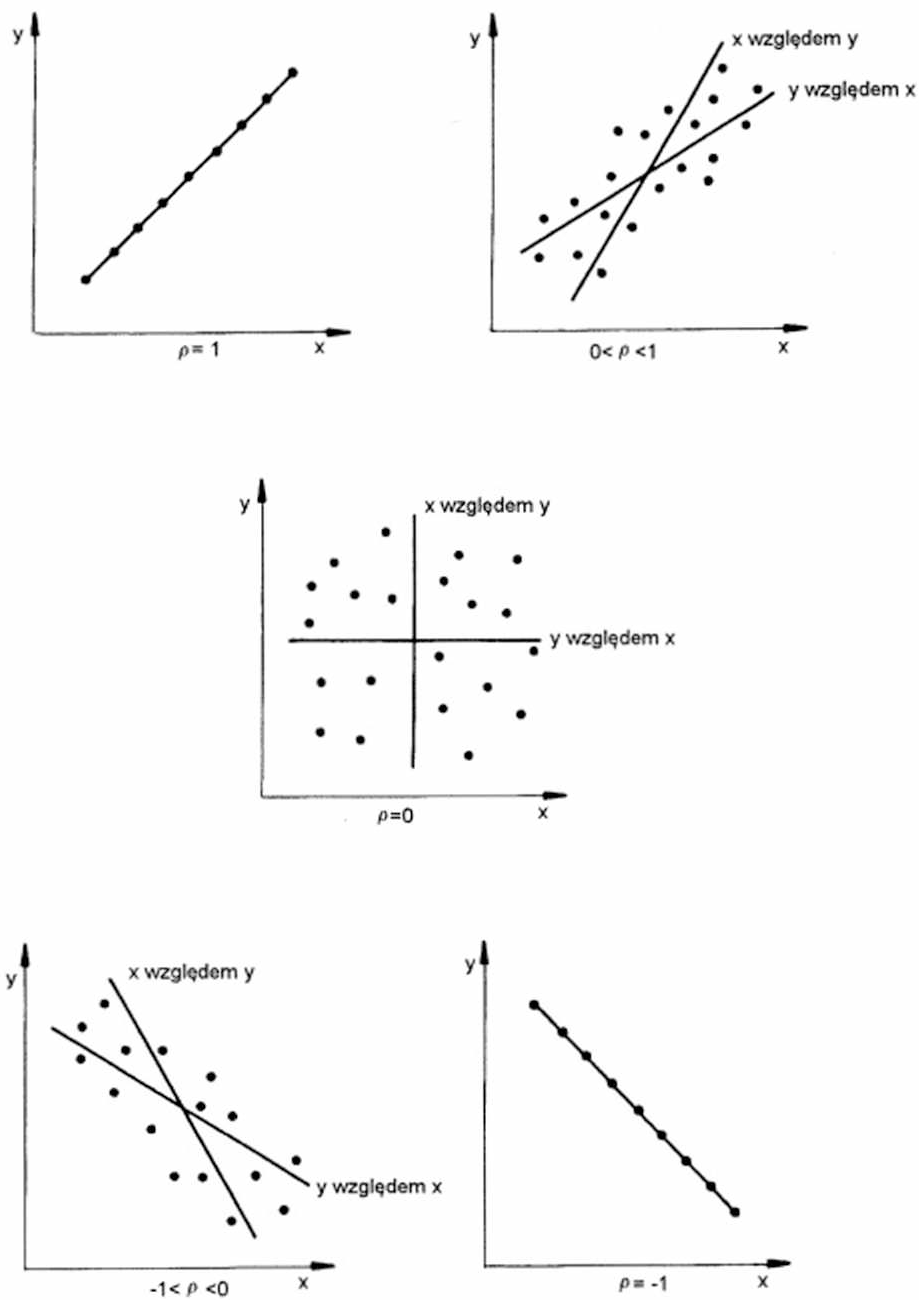 y
x względem y
y względem x
y
ρ = 1
x
0< ρ <1
x
y
x względem y
y względem x
ρ=0
x
y
x względem y
y względem x
-1< ρ <0
x
y
ρ= -1
x